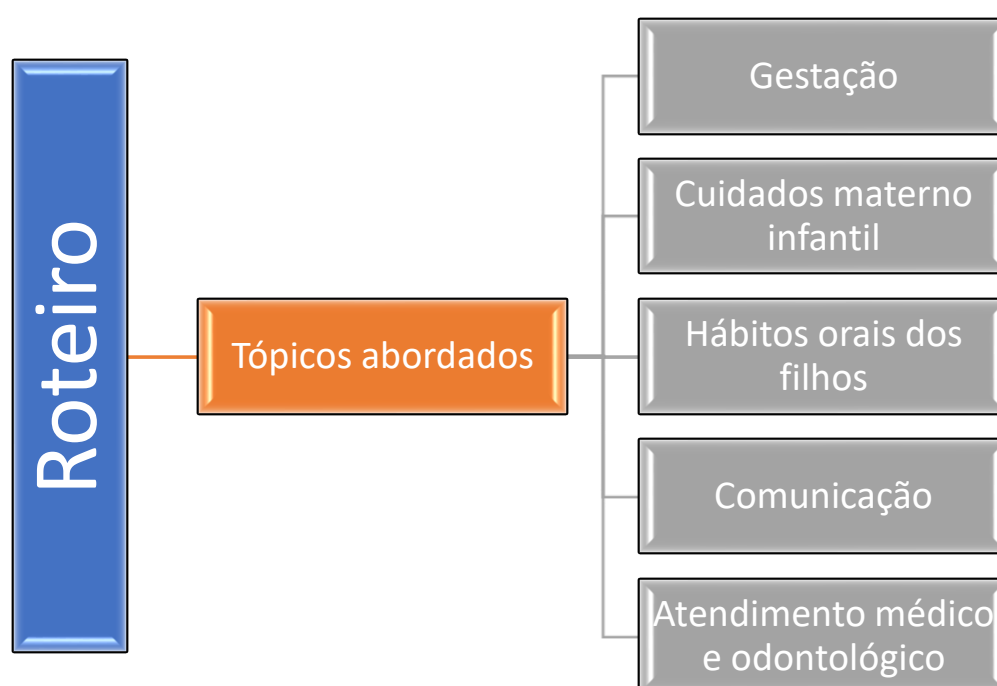 Roteiro
Tópicos abordados
Gestação
Cuidados materno
infantil
Hábitos orais dos
filhos
Comunicação
Atendimento médico
e odontológico